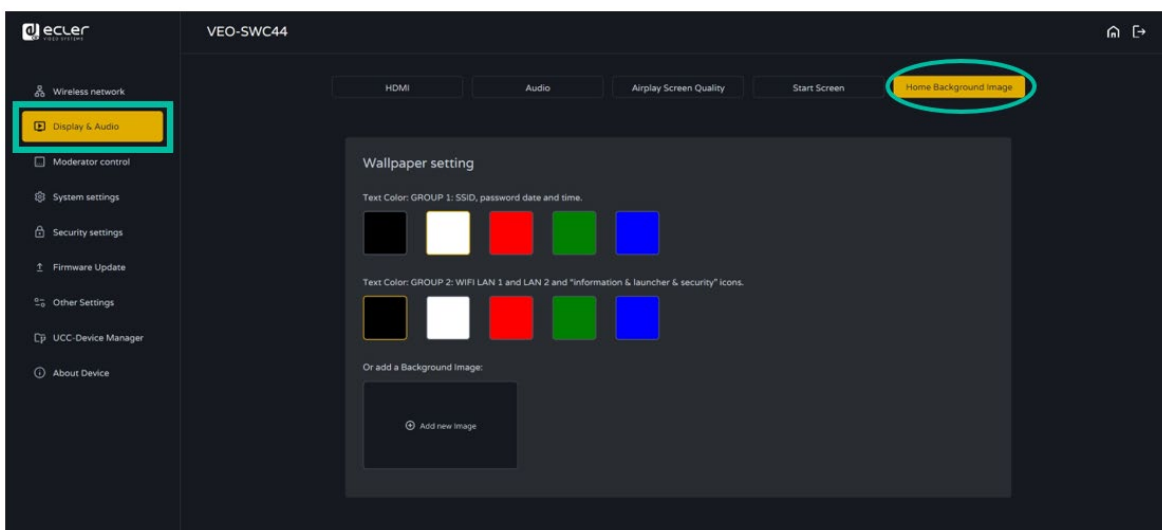 ecler
VIDEO SYSTEMS
VEO-SWC44
Wireless network
Display & Audio
Moderator control
System settings
Security settings
Firmware Update
Other Settings
UCC-Device Manager
About Device
HDMI
Audio
Airplay Screen Quality
Start Screen
Home Background Image
Wallpaper setting
Text Color: GROUP 1: SSID, password date and time.
Text Color: GROUP 2: WIFI LAN 1 and LAN 2 and "information & launcher & security" icons.
Or add a Background Image:
Add new Image